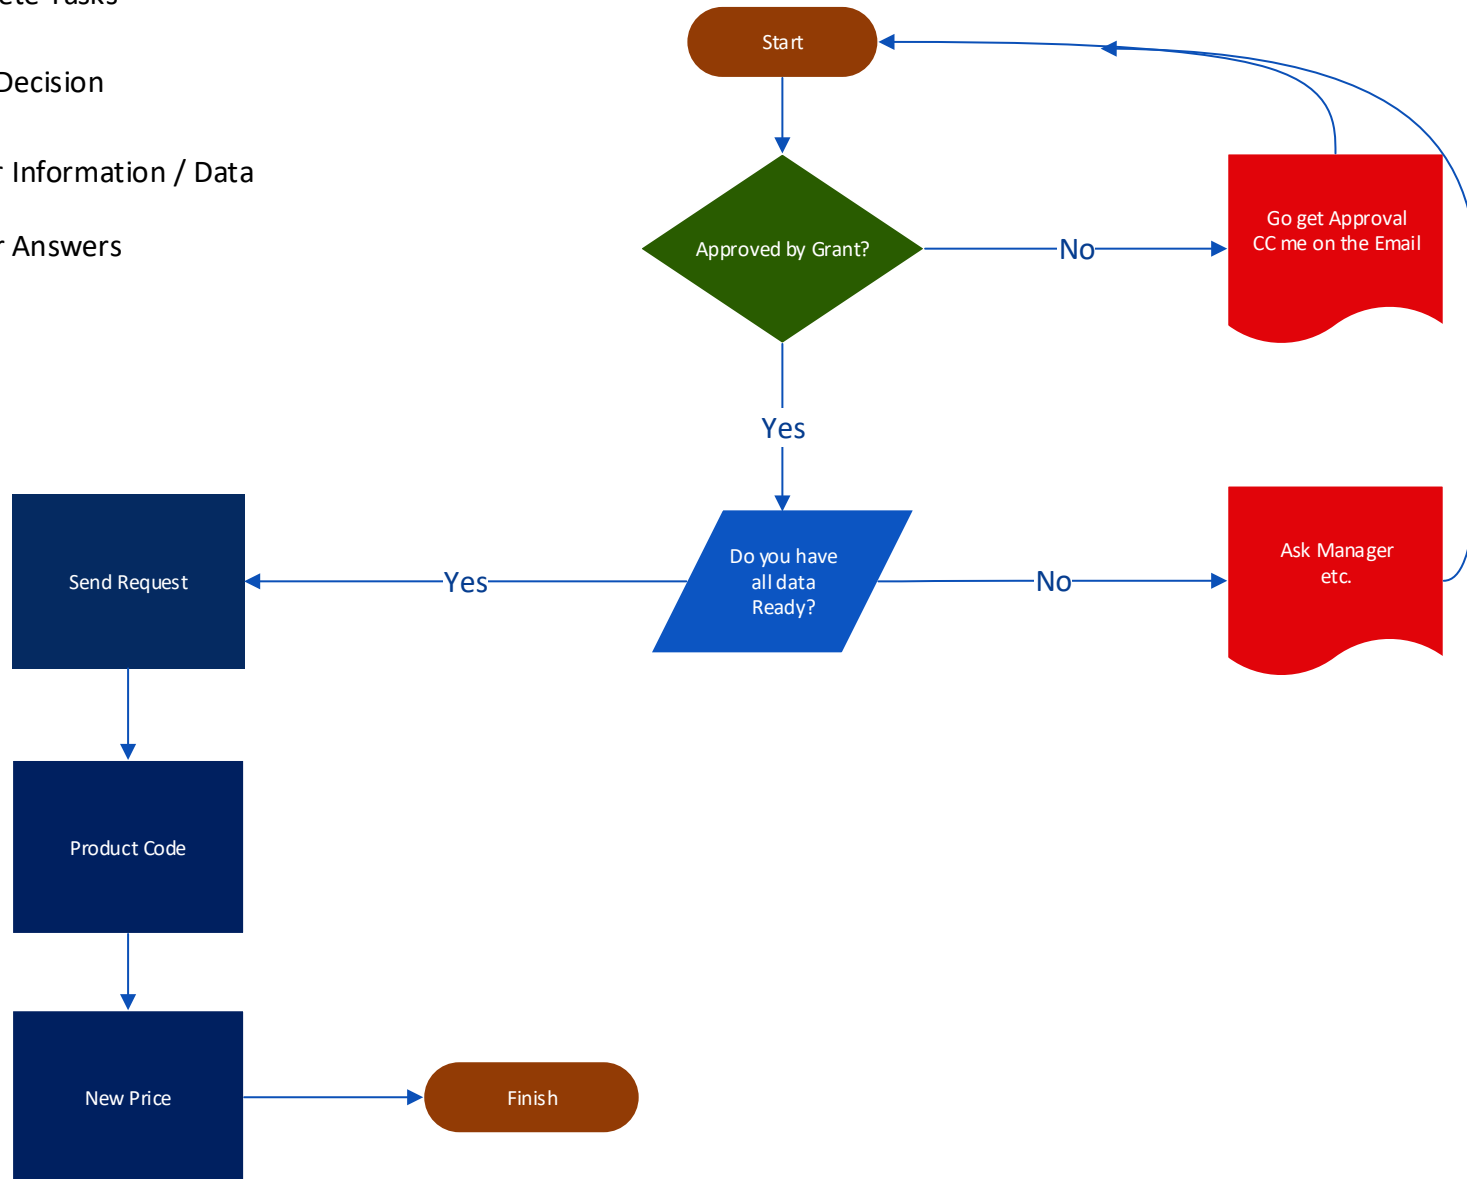 Tasks
Decision
Information / Data
Answers
Start
Approved by Grant?
No
Go get Approval
CC me on the Email
Yes
Do you have
all data
Ready?
No
Ask Manager
etc.
Yes
Send Request
Product Code
New Price
Finish